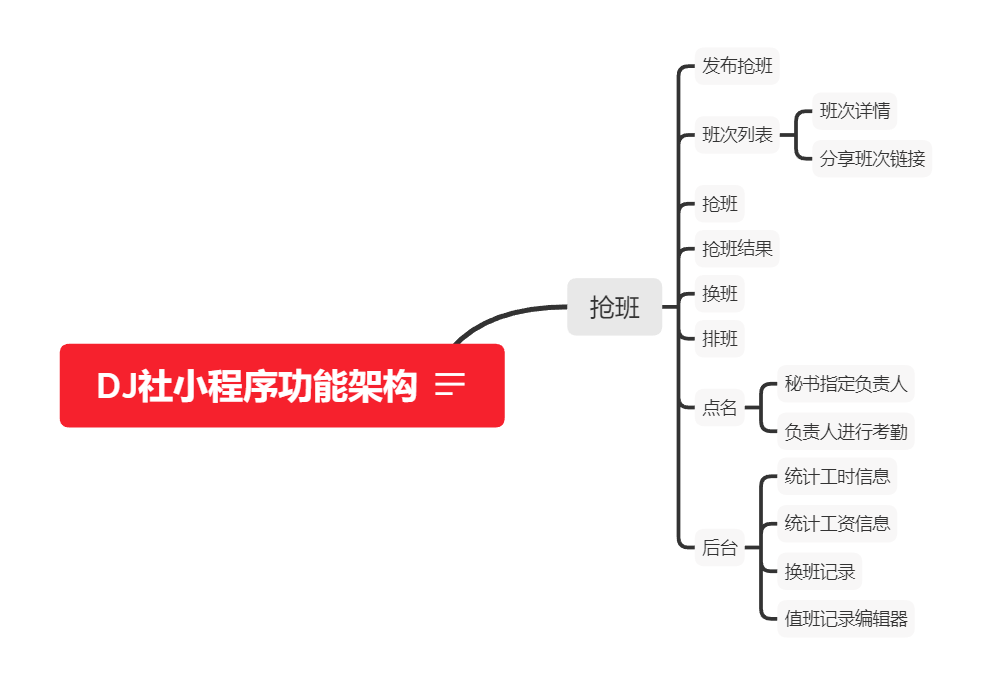 DJ社小程序功能架构
抢班
发布抢班
班次列表
班次详情
分享班次链接
抢班
抢班结果
换班
排班
点名
秘书指定负责人
负责人进行考勤
后台
统计工时信息
统计工资信息
换班记录
值班记录编辑器